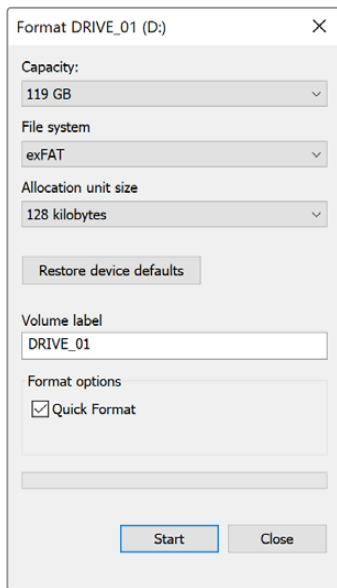 Format DRIVE_01 (D:)
Capacity:
119 GB
File system
exFAT
Allocation unit size
128 kilobytes
Restore device defaults
Volume label
DRIVE_01
Format options
Quick Format
Start Close